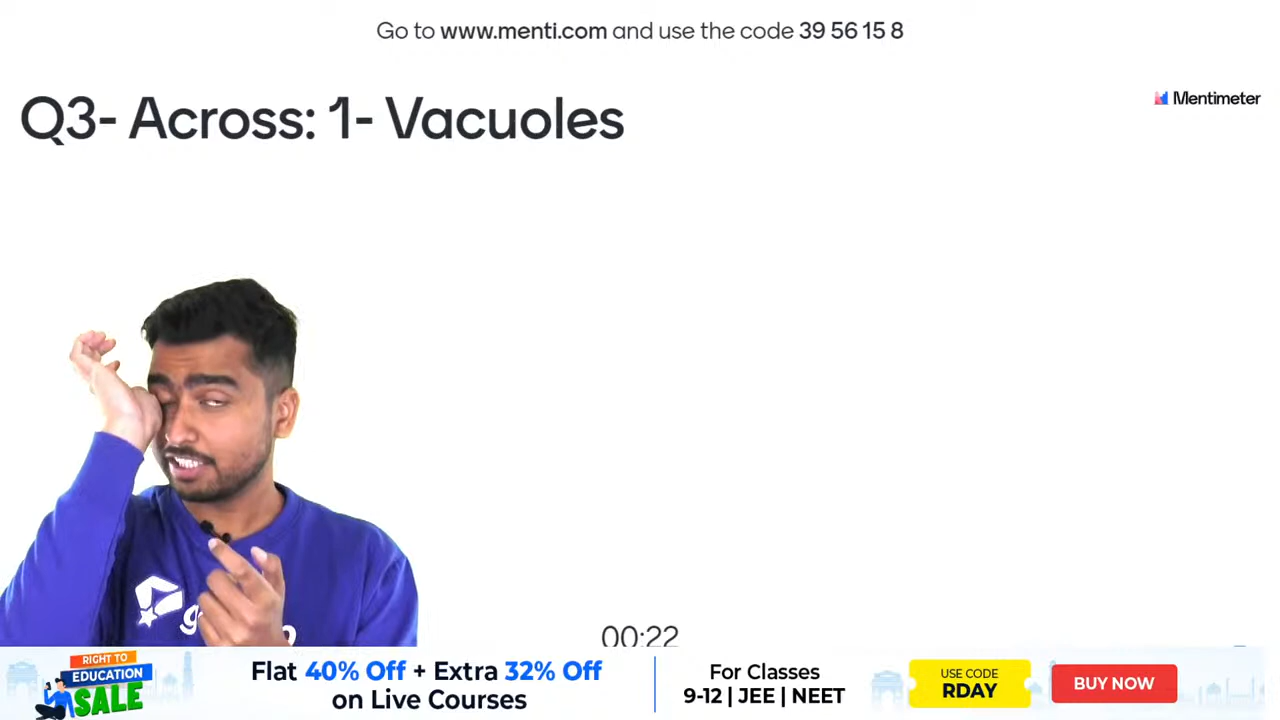 Go to www.menti.com and use the code 39 56 15 8
Mentimeter
Q3- Across: 1- Vacuoles
00:22
RIGHT TO
EDUCATION
SALE
Flat 40% Off + Extra 32% Off
on Live Courses
For Classes
9-12 | JEE | NEET
USE CODE
RDAY
BUY NOW